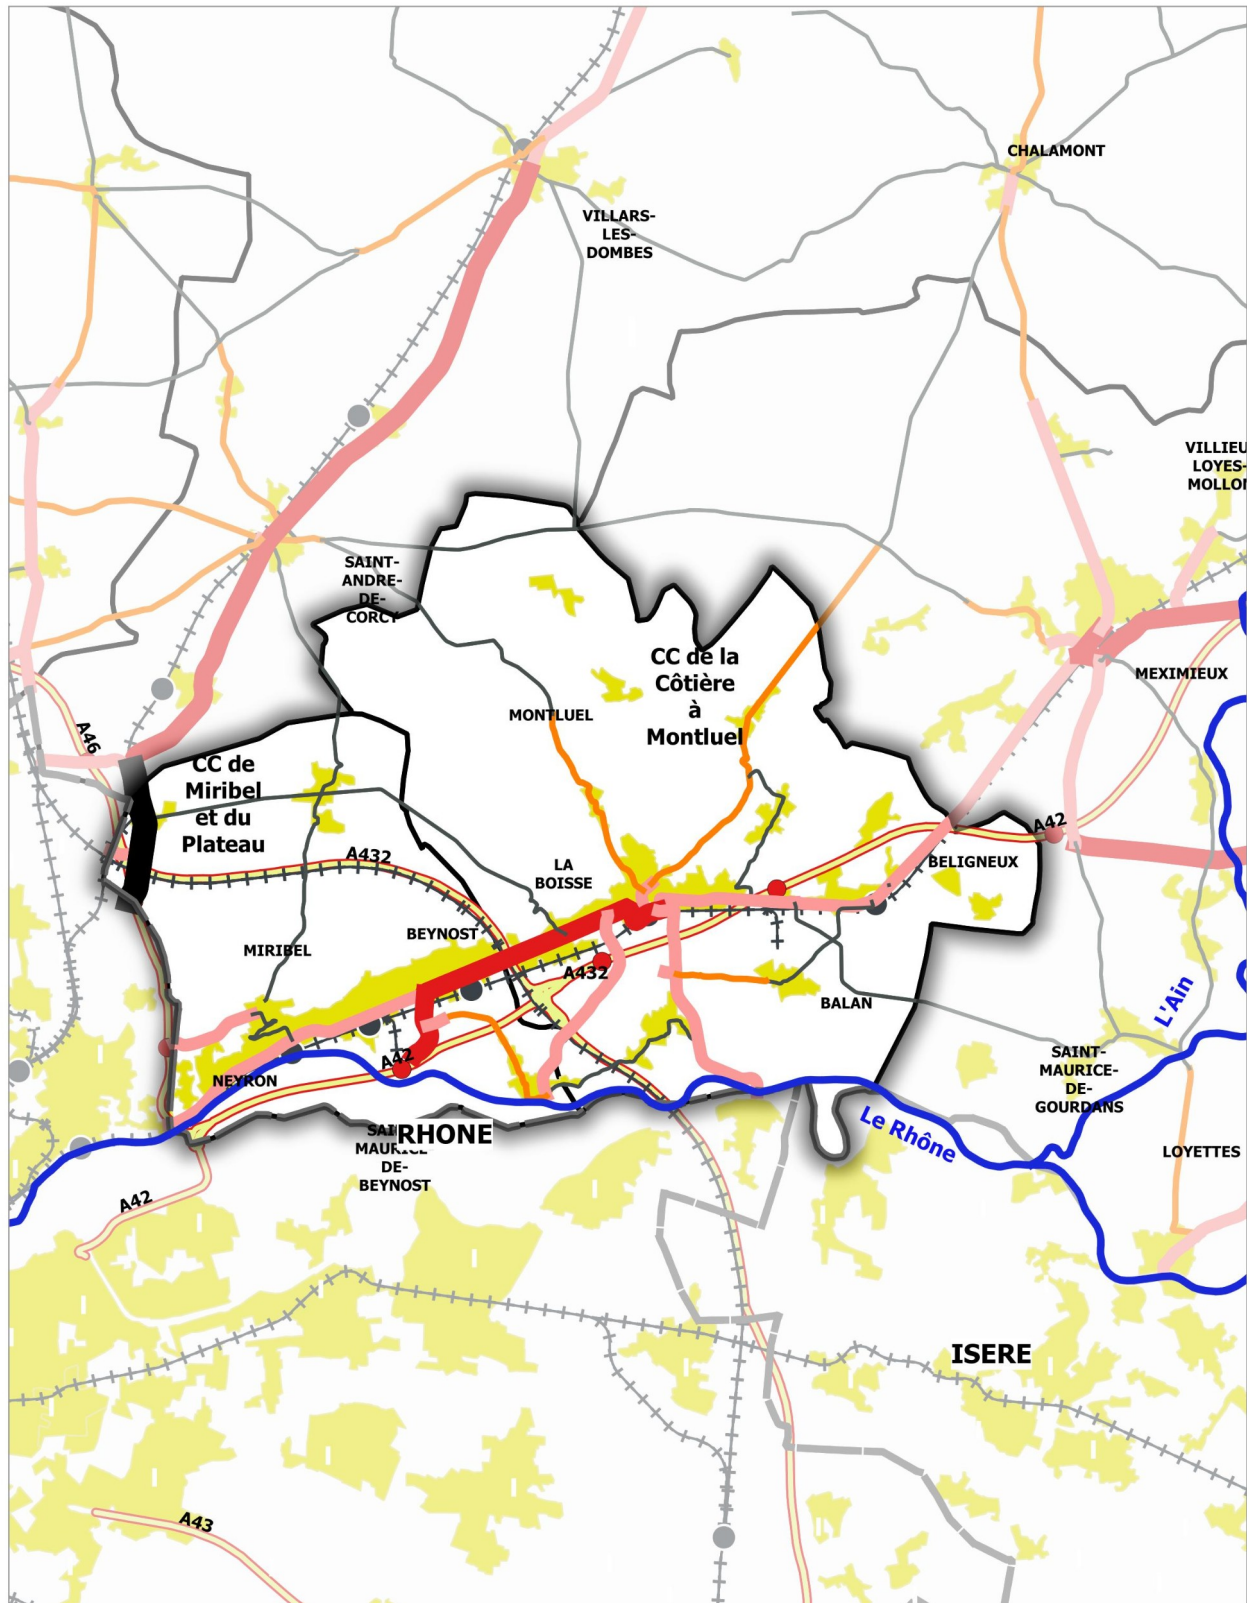 CHALAMONT
VILLARS-
LES-
DOMBES
VILLIEU
LOYES-
MOLLON
SAINT-
ANDRE-
DE-
CORCY
CC de la
Côtière
à
Montluel
MEXIMIEUX
MONTLUEL
A46
CC de
Miribel
et du
Plateau
A432
A42
LA
BOISSE
BELIGNEUX
BEYNOST
MIRIBEL
A432
BALAN
L'Ain
A42
NEYRON
SAINT-
MAURICE-
DE-
GOURDANS
Le Rhône
RHONE
MAURICE
DE-
BEYNOST
LOYETTES
A42
ISERE
A43